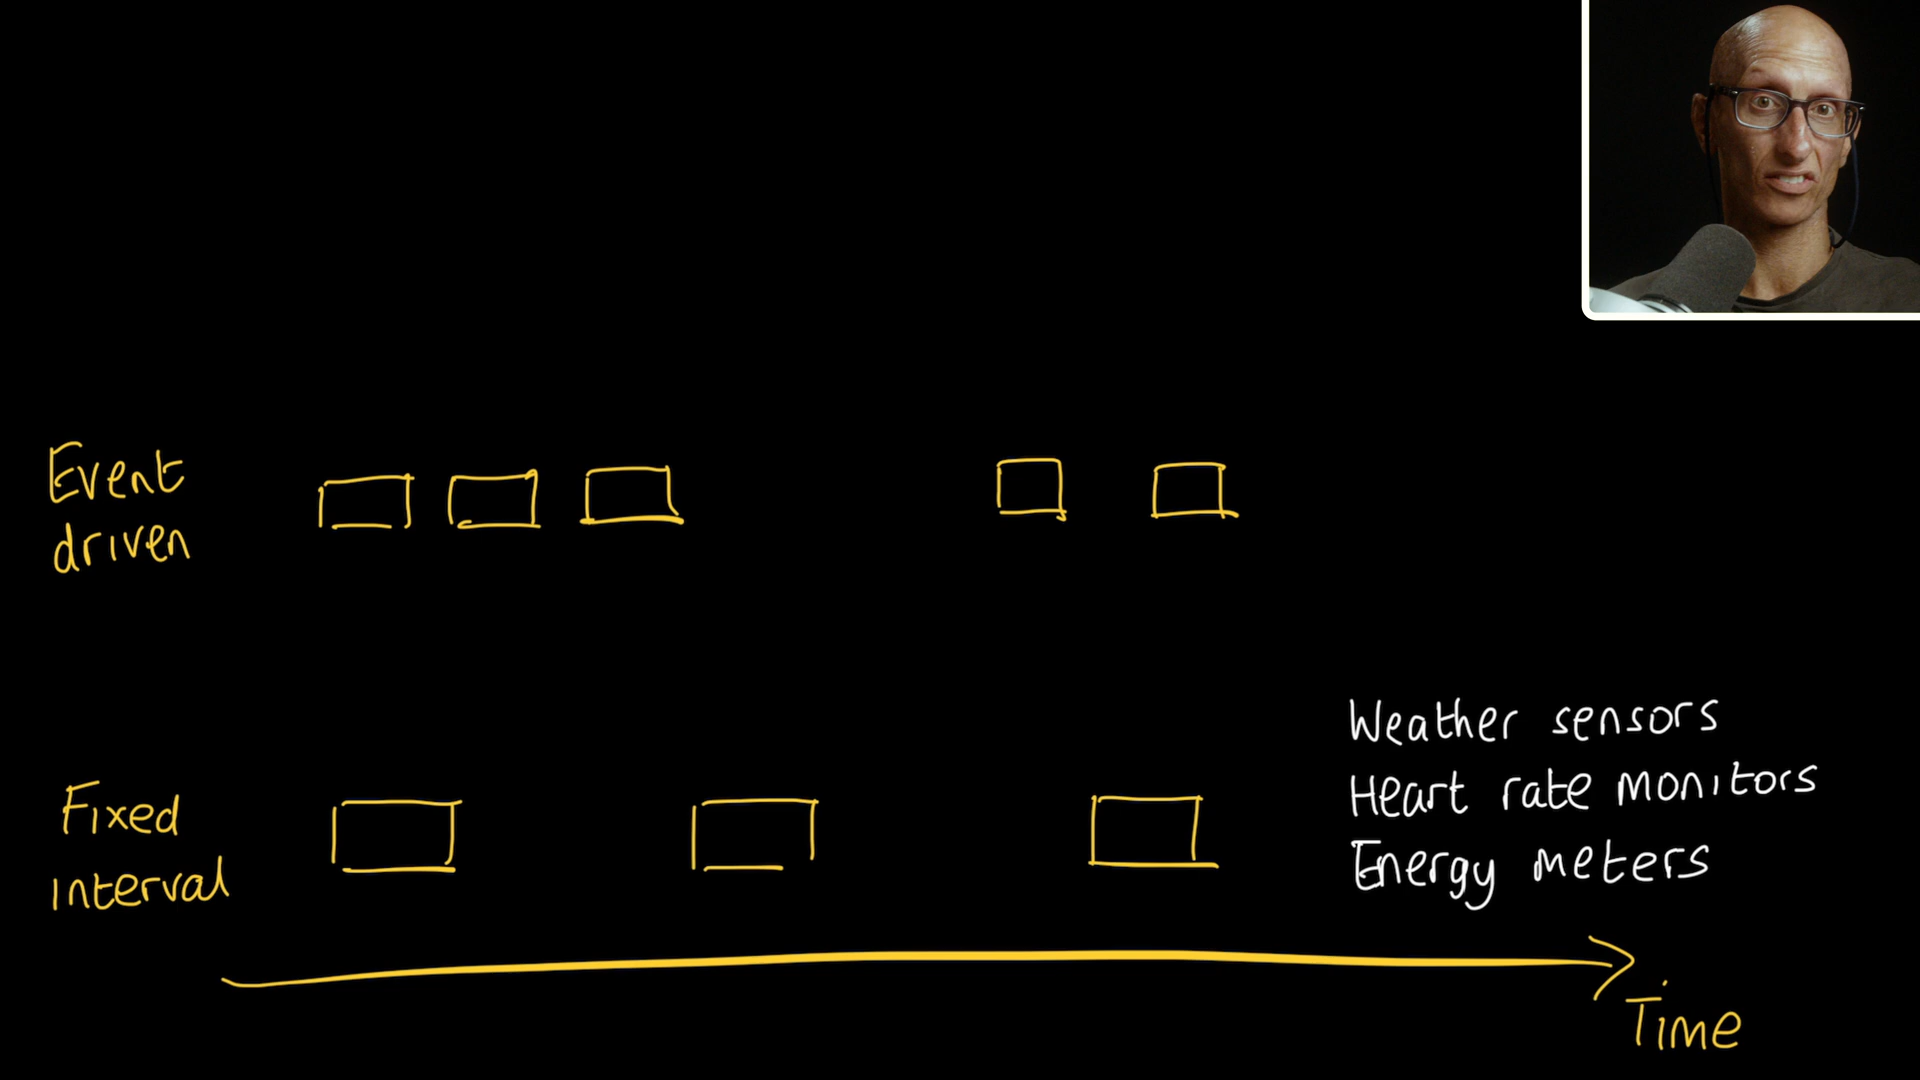 Event
driven
Fixed
interval
Weather sensors
Heart rate monitors
Energy meters
Time